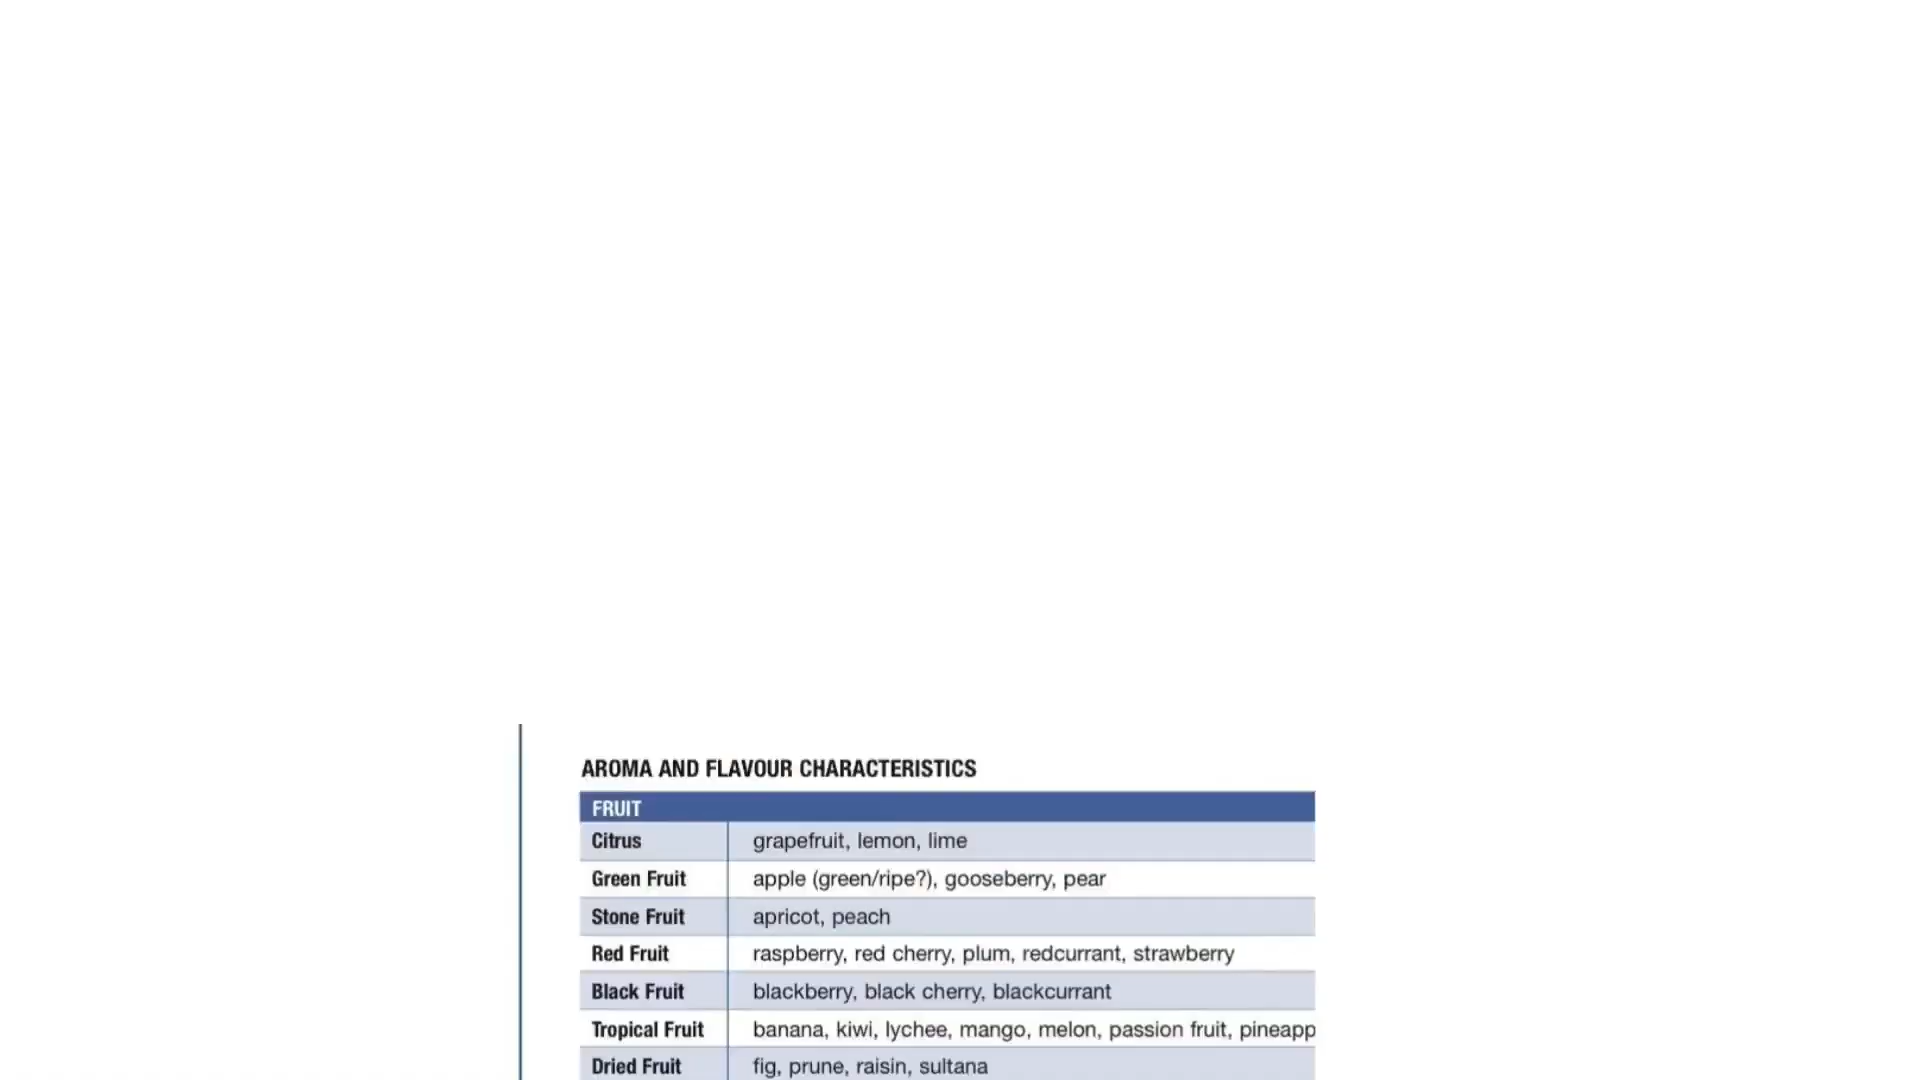 AROMA AND FLAVOUR CHARACTERISTICS
FRUIT
Citrus grapefruit, lemon, lime
Green Fruit apple (green/ripe?), gooseberry, pear
Stone Fruit apricot, peach
Red Fruit raspberry, red cherry, plum, redcurrant, strawberry
Black Fruit blackberry, black cherry, blackcurrant
Tropical Fruit banana, kiwi, lychee, mango, melon, passion fruit, pineapp
Dried Fruit fig, prune, raisin, sultana